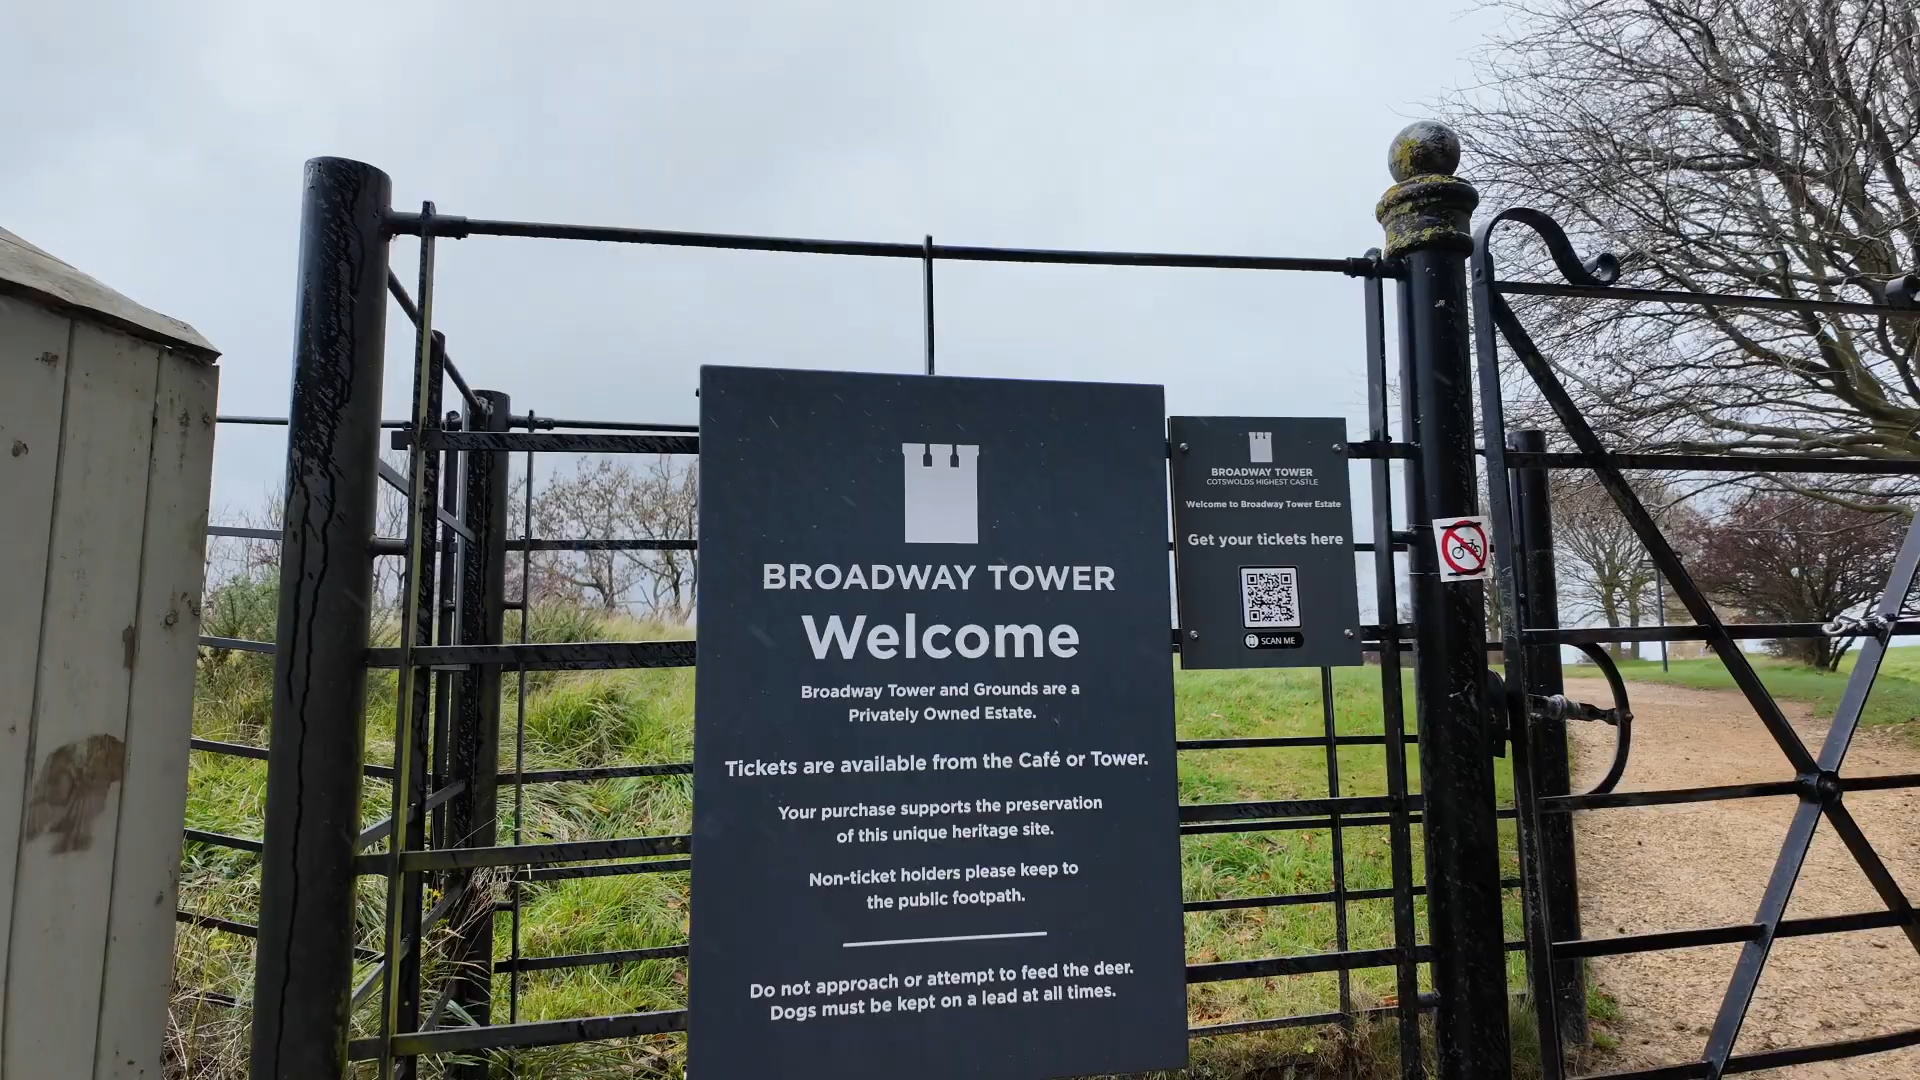 BROADWAY TOWER
Welcome
Broadway Tower and Grounds are a
Privately Owned Estate.
Tickets are available from the Café or Tower.
Your purchase supports the preservation
of this unique heritage site.
Non-ticket holders please keep to
the public footpath.
Do not approach or attempt to feed the deer.
Dogs must be kept on a lead at all times.
BROADWAY TOWER
COTSWOLDS HIGHEST CASTLE
Welcome to Broadway Tower Estate
Get your tickets here
SCAN ME